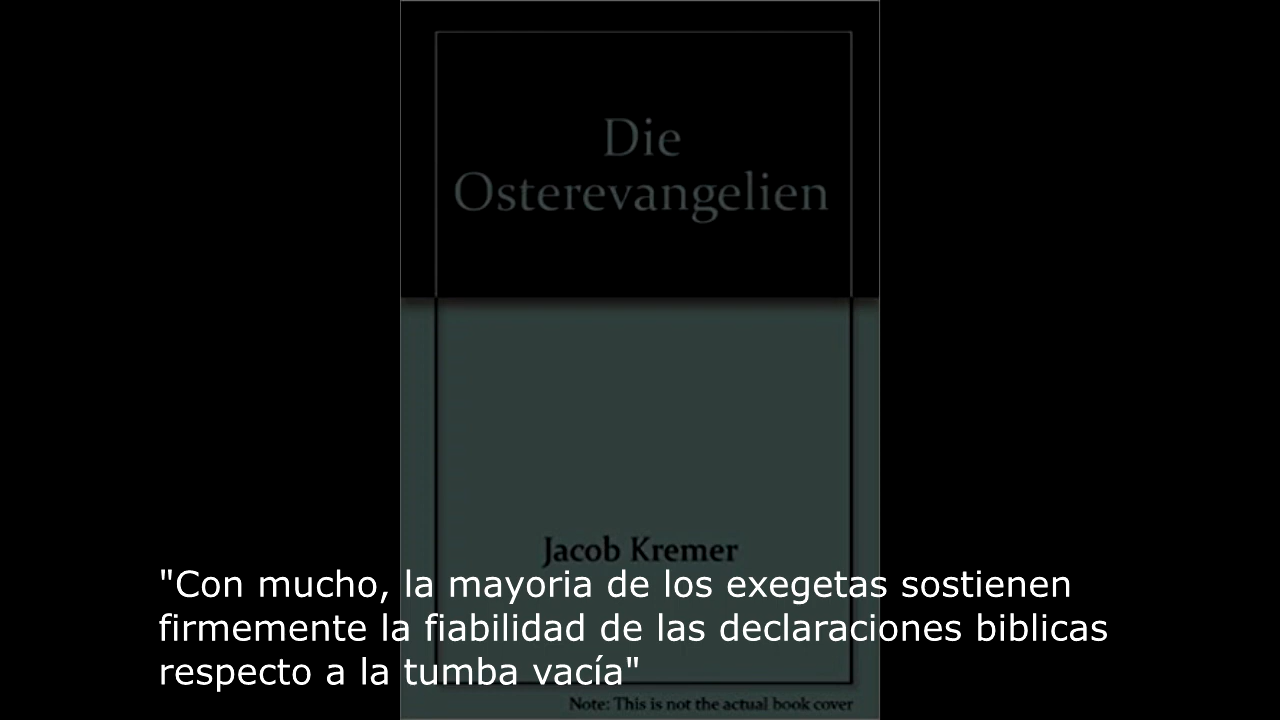 Die
Osterevangelien
Jacob Kremer
"Con mucho, la mayoria de los exegetas sostienen
firmemente la fiabilidad de las declaraciones biblicas
respecto a la tumba vacía"
Note: This is not the actual book cover